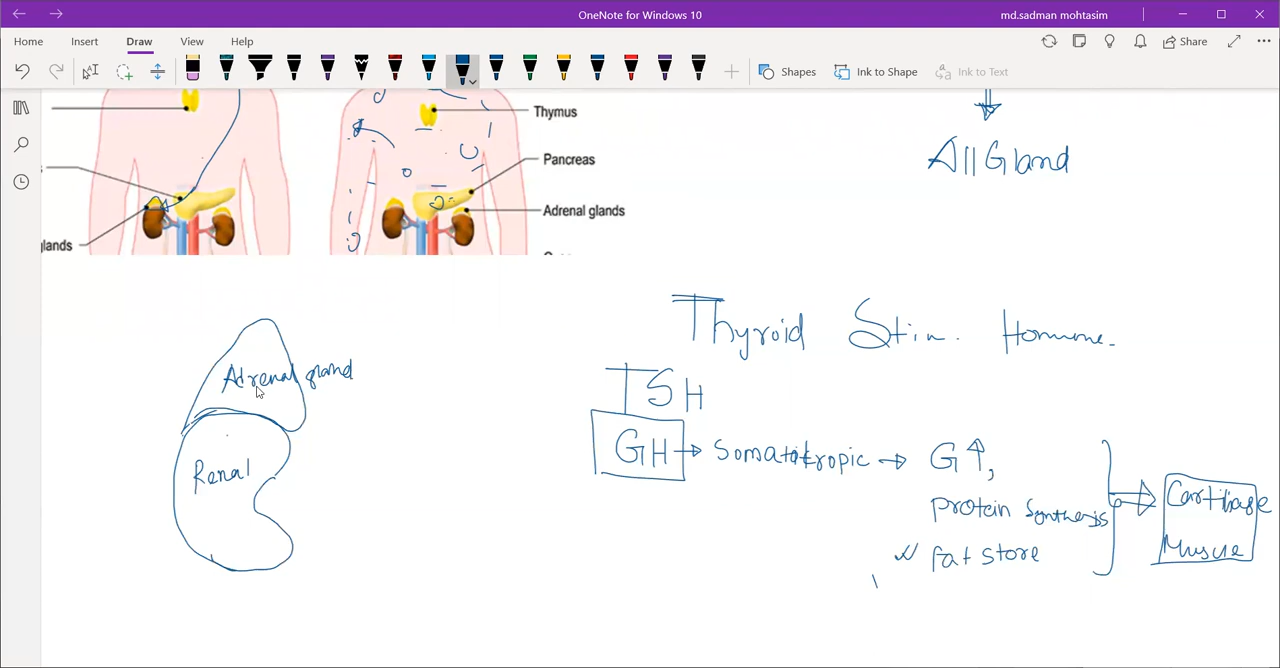 OneNote for Windows 10
md.sadman mohtasim
Home Insert Draw View Help
Share
Shapes
Ink to Shape
Ink to Text
Thymus
Pancreas
Adrenal glands
glands
All Gland
Thyroid Stim. Hormone.
TSH
GH → Somatotropic → G↑,
protein synthesis
fat store
Cartilage
Muscle
Adrenal gland
Renal